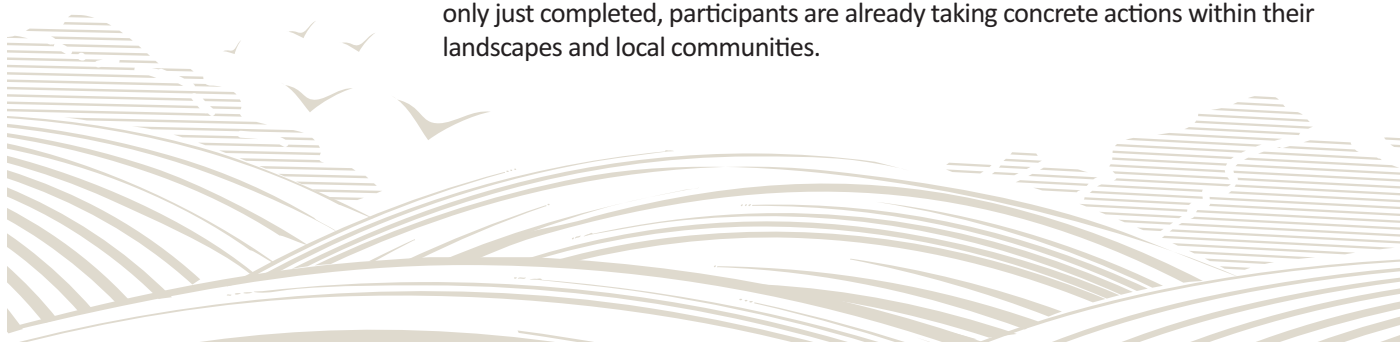 only just completed, participants are already taking concrete actions within their
landscapes and local communities.